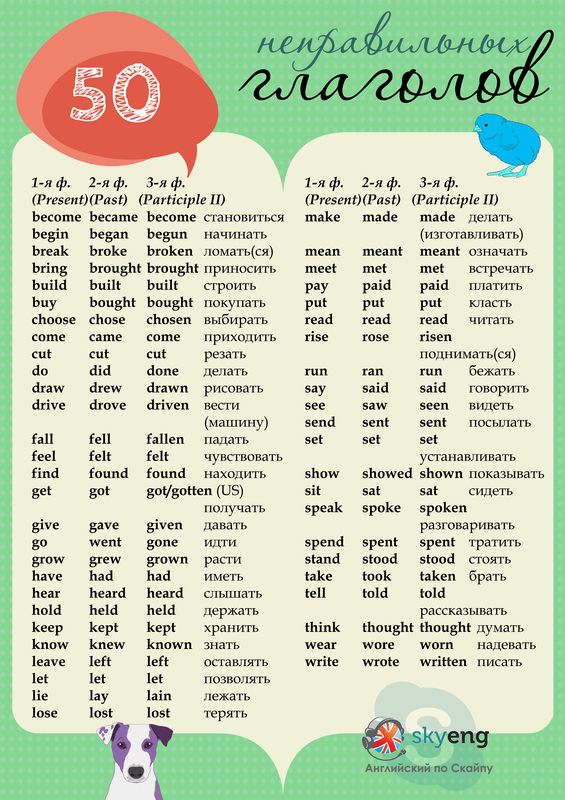 50
неправильных
глаголов
1-я ф. 2-я ф. 3-я ф.
(Present) (Past) (Participle II)
become became become становиться
begin began begun начинать
break broke broken ломать(ся)
bring brought brought приносить
build built built строить
buy bought bought покупать
choose chose chosen выбирать
come came come приходить
cut cut cut резать
do did done делать
draw drew drawn рисовать
drive drove driven вести
(машину)
fall fell fallen падать
feel felt felt чувствовать
find found found находить
get got got/gotten (US)
получать
give gave given давать
go went gone идти
grow grew grown расти
have had had иметь
hear heard heard слышать
hold held held держать
keep kept kept хранить
know knew known знать
leave left left оставлять
let let let позволять
lie lay lain лежать
lose lost lost терять
1-я ф. 2-я ф. 3-я ф.
(Present) (Past) (Participle II)
make made made делать
(изготавливать)
mean meant meant означать
meet met met встречать
pay paid paid платить
put put put класть
read read read читать
rise rose risen
поднимать(ся)
run ran run бежать
say said said говорить
see saw seen видеть
send sent sent посылать
set set set
устанавливать
show showed shown показывать
sit sat sat сидеть
speak spoke spoken
разговаривать
spend spent spent тратить
stand stood stood стоять
take took taken брать
tell told told
рассказывать
think thought thought думать
wear wore worn надевать
write wrote written писать
skyeng
Английский по Скайпу